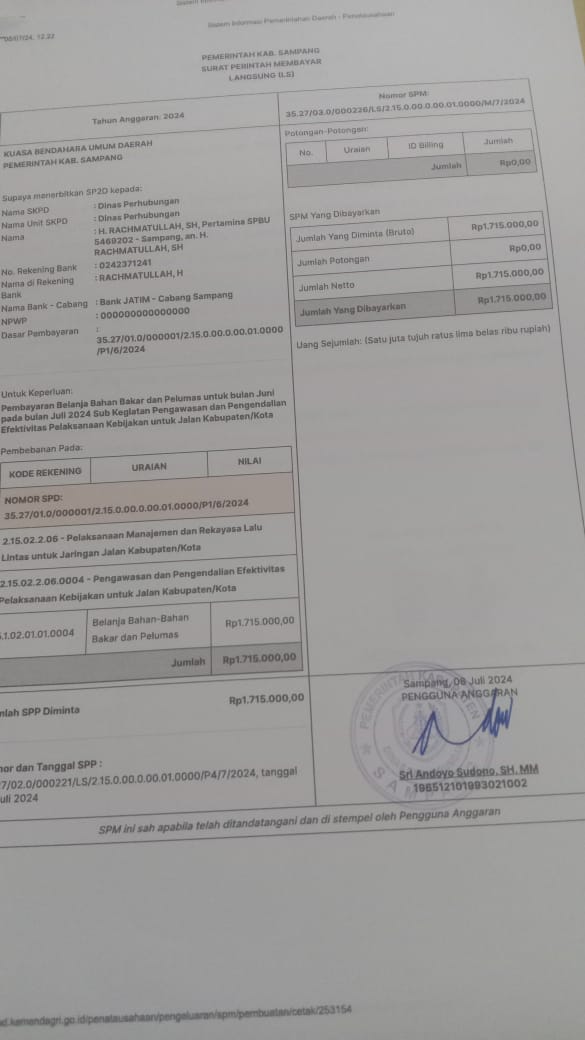 Sistem Informasi Pemerintahan Daerah - Penatausahaan
08/07/24, 12.22
PEMERINTAH KAB. SAMPANG
SURAT PERINTAH MEMBAYAR
LANGSUNG (LS)
Tahun Anggaran: 2024
Nomor SPM:
35.27/03.0/000226/LS/2.15.0.00.0.00.01.0000/M/7/2024
KUASA BENDAHARA UMUM DAERAH
PEMERINTAH KAB. SAMPANG
Supaya menerbitkan SP2D kepada:
Nama SKPD : Dinas Perhubungan
Nama Unit SKPD : Dinas Perhubungan
Nama : H. RACHMATULLAH, SH, Pertamina SPBU
5469202 - Sampang, an. H.
RACHMATULLAH, SH
No. Rekening Bank : 0242371241
Nama di Rekening : RACHMATULLAH, H
Bank
Nama Bank - Cabang : Bank JATIM - Cabang Sampang
NPWP : 000000000000000
Dasar Pembayaran :
35.27/01.0/000001/2.15.0.00.0.00.01.0000
/P1/6/2024
Untuk Keperluan:
Pembayaran Belanja Bahan Bakar dan Pelumas untuk bulan Juni
pada bulan Juli 2024 Sub Kegiatan Pengawasan dan Pengendalian
Efektivitas Pelaksanaan Kebijakan untuk Jalan Kabupaten/Kota
Pembebanan Pada:
KODE REKENING URAIAN NILAI
NOMOR SPD:
35.27/01.0/000001/2.15.0.00.0.00.01.0000/P1/6/2024
2.15.02.2.06 - Pelaksanaan Manajemen dan Rekayasa Lalu
Lintas untuk Jaringan Jalan Kabupaten/Kota
2.15.02.2.06.0004 - Pengawasan dan Pengendalian Efektivitas
Pelaksanaan Kebijakan untuk Jalan Kabupaten/Kota
5.1.02.01.01.0004 Belanja Bahan-Bahan Rp1.715.000,00
Bakar dan Pelumas
Jumlah Rp1.715.000,00
Potongan-Potongan:
No. Uraian ID Billing Jumlah
Jumlah Rp0,00
SPM Yang Dibayarkan
Jumlah Yang Diminta (Bruto) Rp1.715.000,00
Jumlah Potongan Rp0,00
Jumlah Netto Rp1.715.000,00
Jumlah Yang Dibayarkan Rp1.715.000,00
Uang Sejumlah: (Satu juta tujuh ratus lima belas ribu rupiah)
mlah SPP Diminta Rp1.715.000,00
nor dan Tanggal SPP :
7/02.0/000221/LS/2.15.0.00.0.00.01.0000/P4/7/2024, tanggal
uli 2024
Sampang, 08 Juli 2024
PENGGUNA ANGGARAN
PEMERINTAH KABUPATEN
SAMPANG
Sri Andoyo Sudono, SH. MM
196512101993021002
SPM ini sah apabila telah ditandatangani dan di stempel oleh Pengguna Anggaran
d.kemendagri.go.id/penatausahaan/pengeluaran/spm/pembuatan/cetak/253154